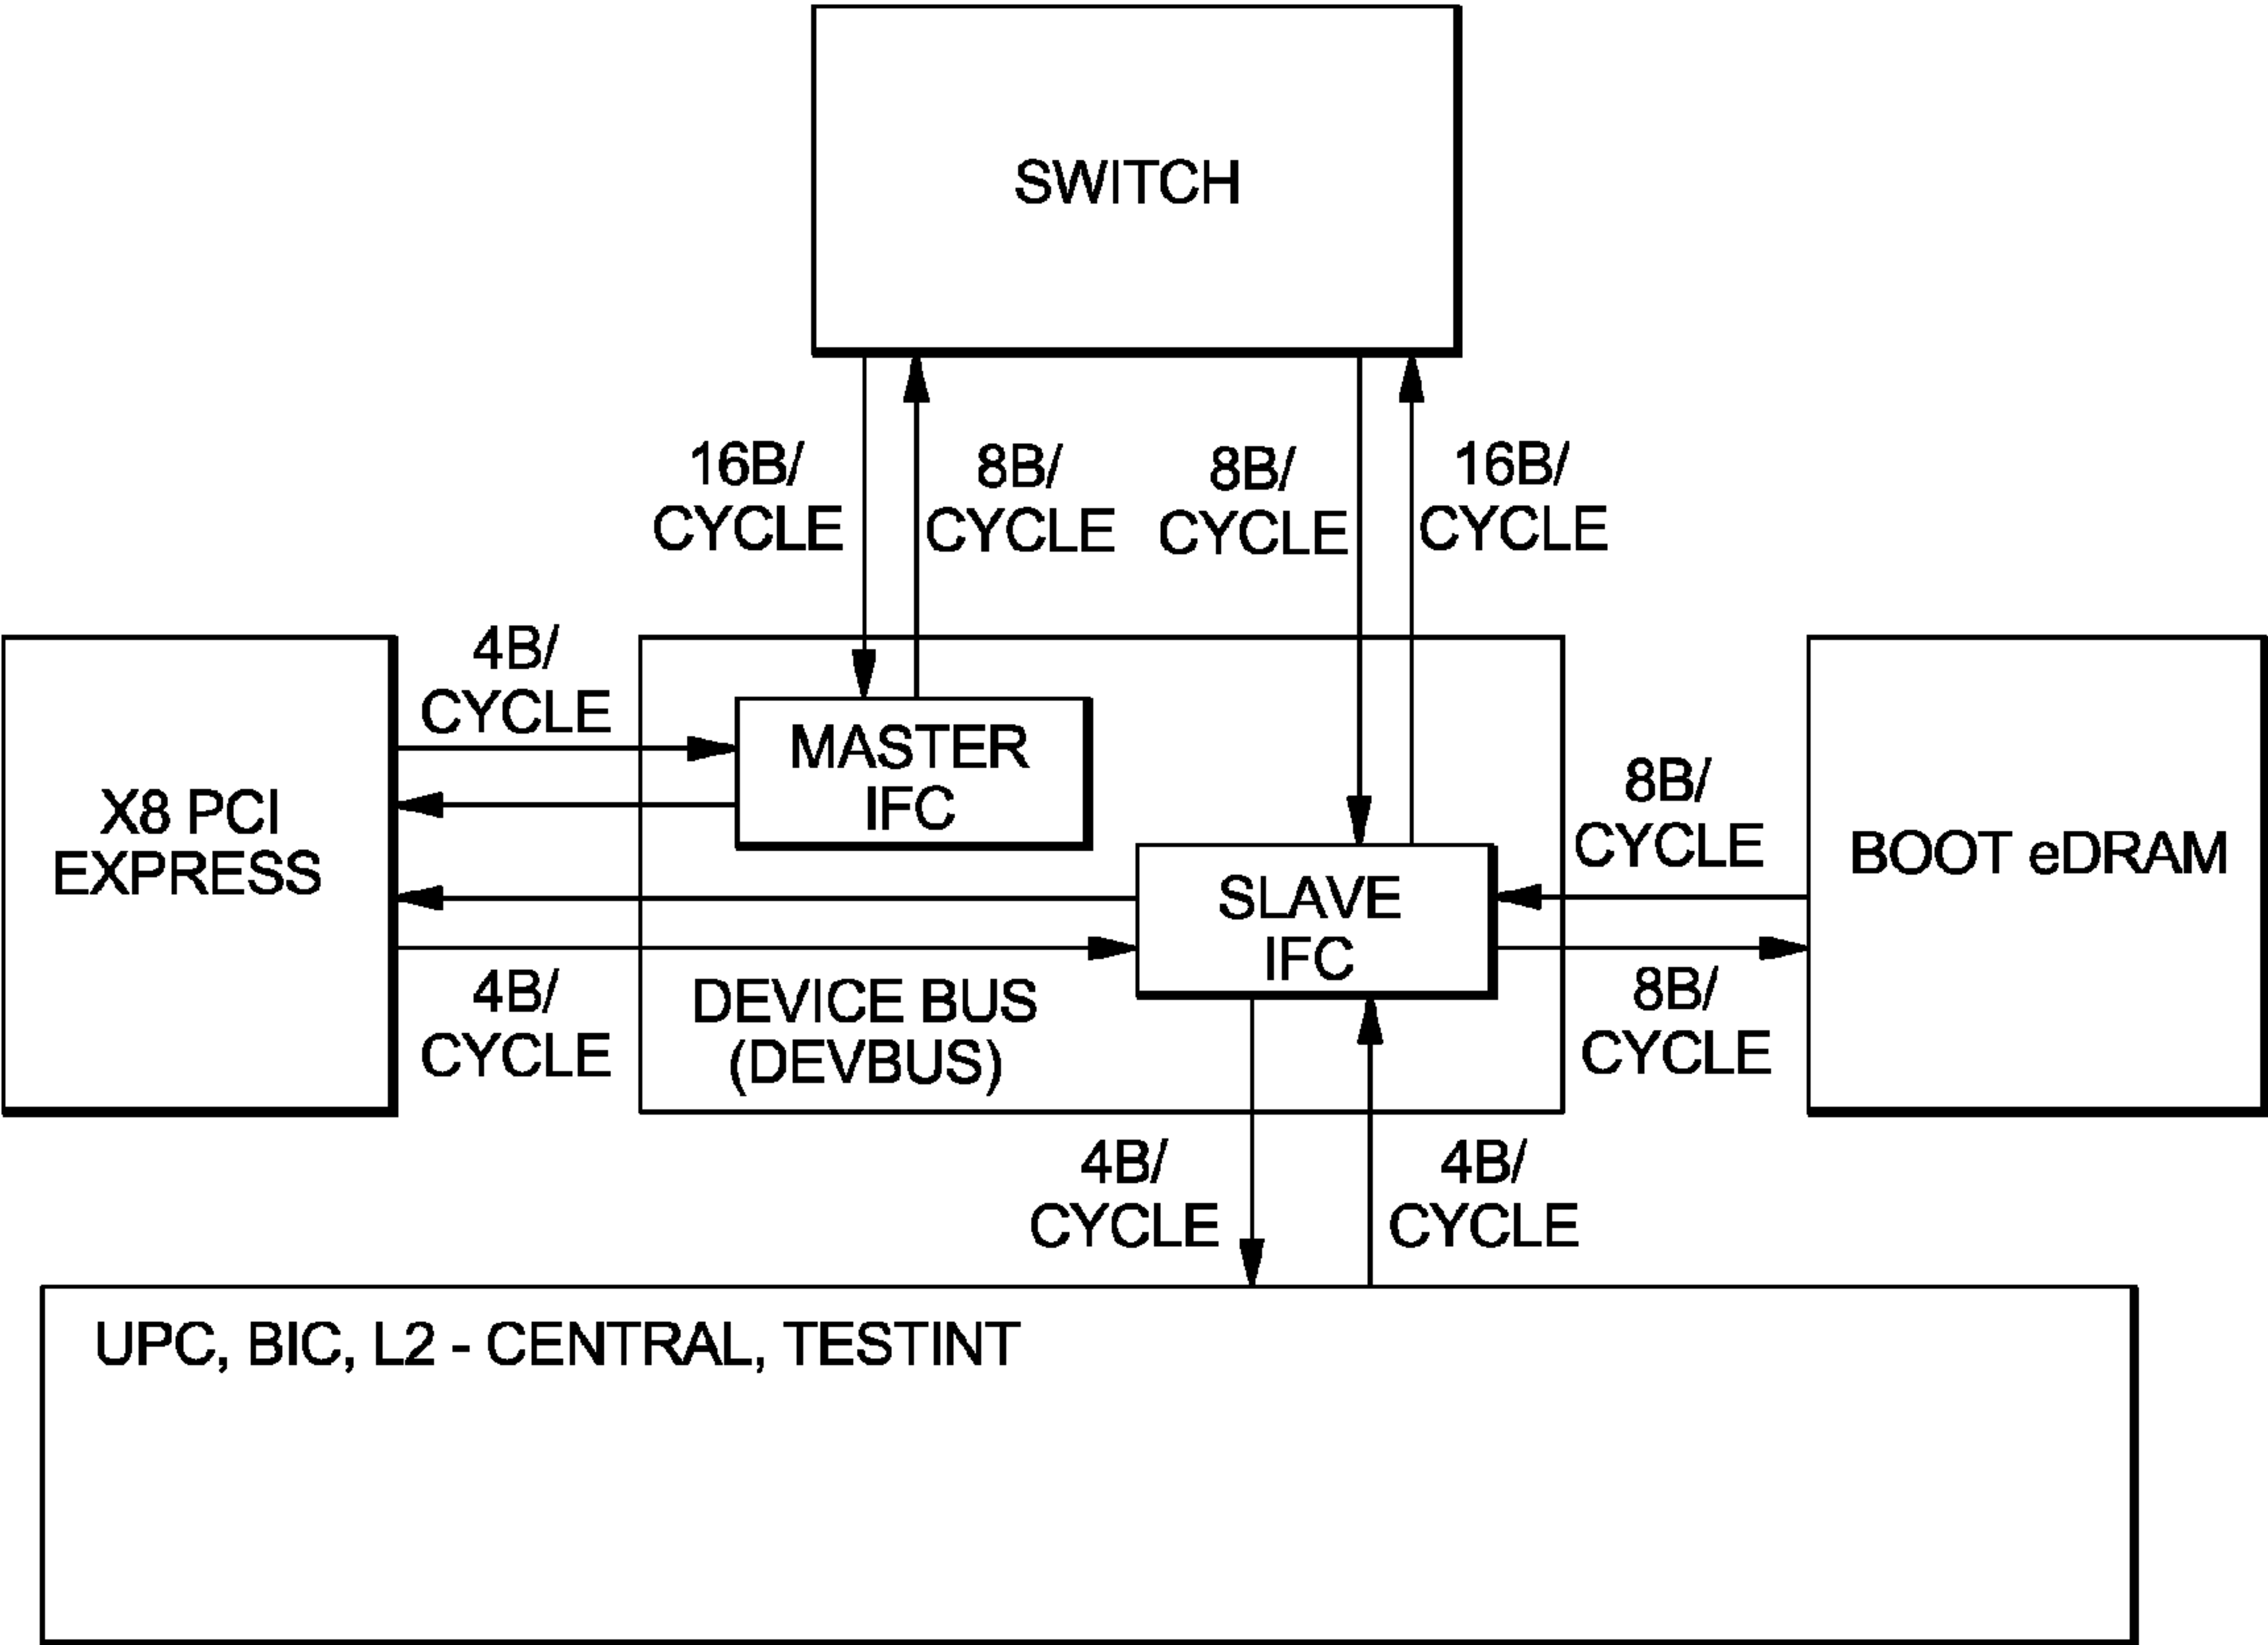 SWITCH
16B/
CYCLE
8B/
CYCLE
8B/
CYCLE
16B/
CYCLE
4B/
CYCLE
X8 PCI
EXPRESS
MASTER
IFC
SLAVE
IFC
8B/
CYCLE
BOOT eDRAM
4B/
CYCLE
DEVICE BUS
(DEVBUS)
8B/
CYCLE
4B/
CYCLE
4B/
CYCLE
UPC, BIC, L2 - CENTRAL, TESTINT